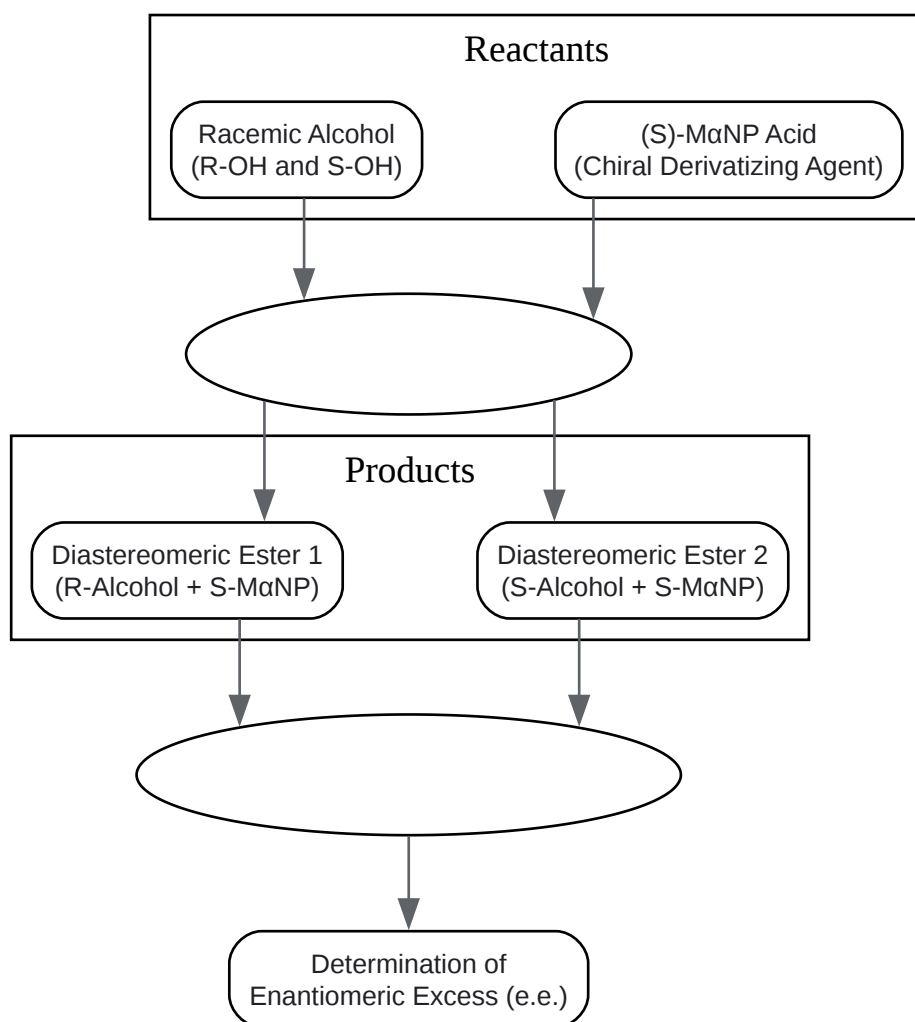 Reactants
Racemic Alcohol
(R-OH and S-OH)
(S)-MαNP Acid
(Chiral Derivatizing Agent)
Products
Diastereomeric Ester 1
(R-Alcohol + S-MαNP)
Diastereomeric Ester 2
(S-Alcohol + S-MαNP)
Determination of
Enantiomeric Excess (e.e.)